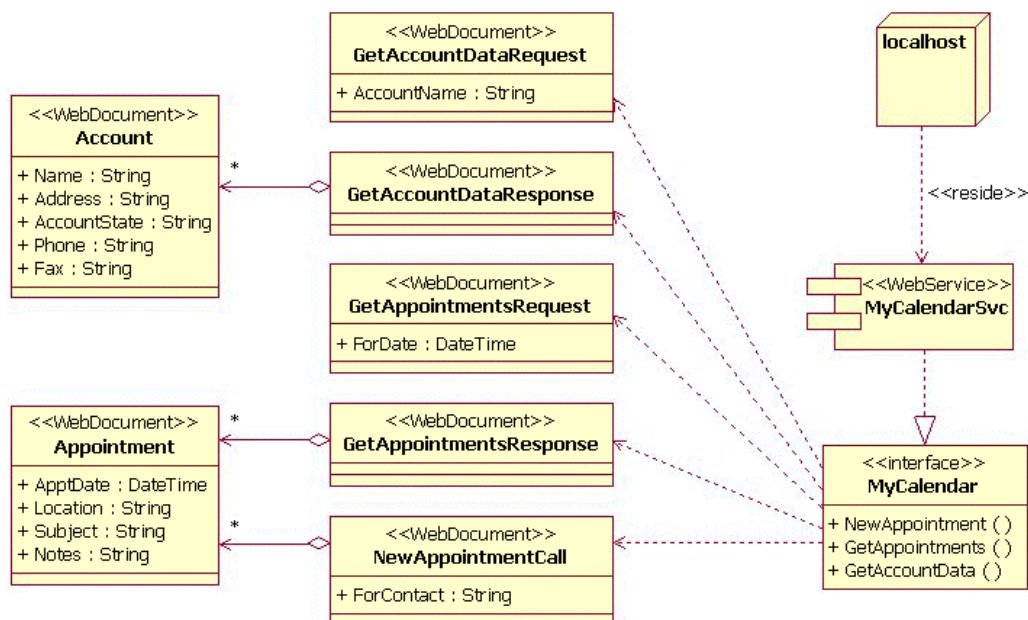 <<WebDocument>>
GetAccountDataRequest
+ AccountName : String
localhost
<<WebDocument>>
Account
+ Name : String
+ Address : String
+ AccountState : String
+ Phone : String
+ Fax : String
*
<<WebDocument>>
GetAccountDataResponse
<<reside>>
<<WebDocument>>
GetAppointmentsRequest
+ ForDate : DateTime
<<WebService>>
MyCalendarSvc
<<WebDocument>>
Appointment
+ ApptDate : DateTime
+ Location : String
+ Subject : String
+ Notes : String
*
*
<<WebDocument>>
GetAppointmentsResponse
<<WebDocument>>
NewAppointmentCall
+ ForContact : String
<<interface>>
MyCalendar
+ NewAppointment ( )
+ GetAppointments ( )
+ GetAccountData ( )